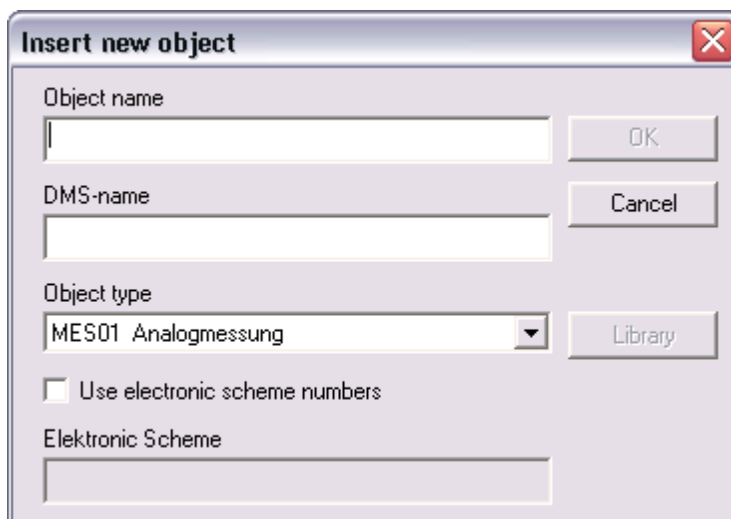 Insert new object
Object name
OK
DMS-name
Cancel
Object type
MES01 Analogmessung
Library
Use electronic scheme numbers
Elektronic Scheme